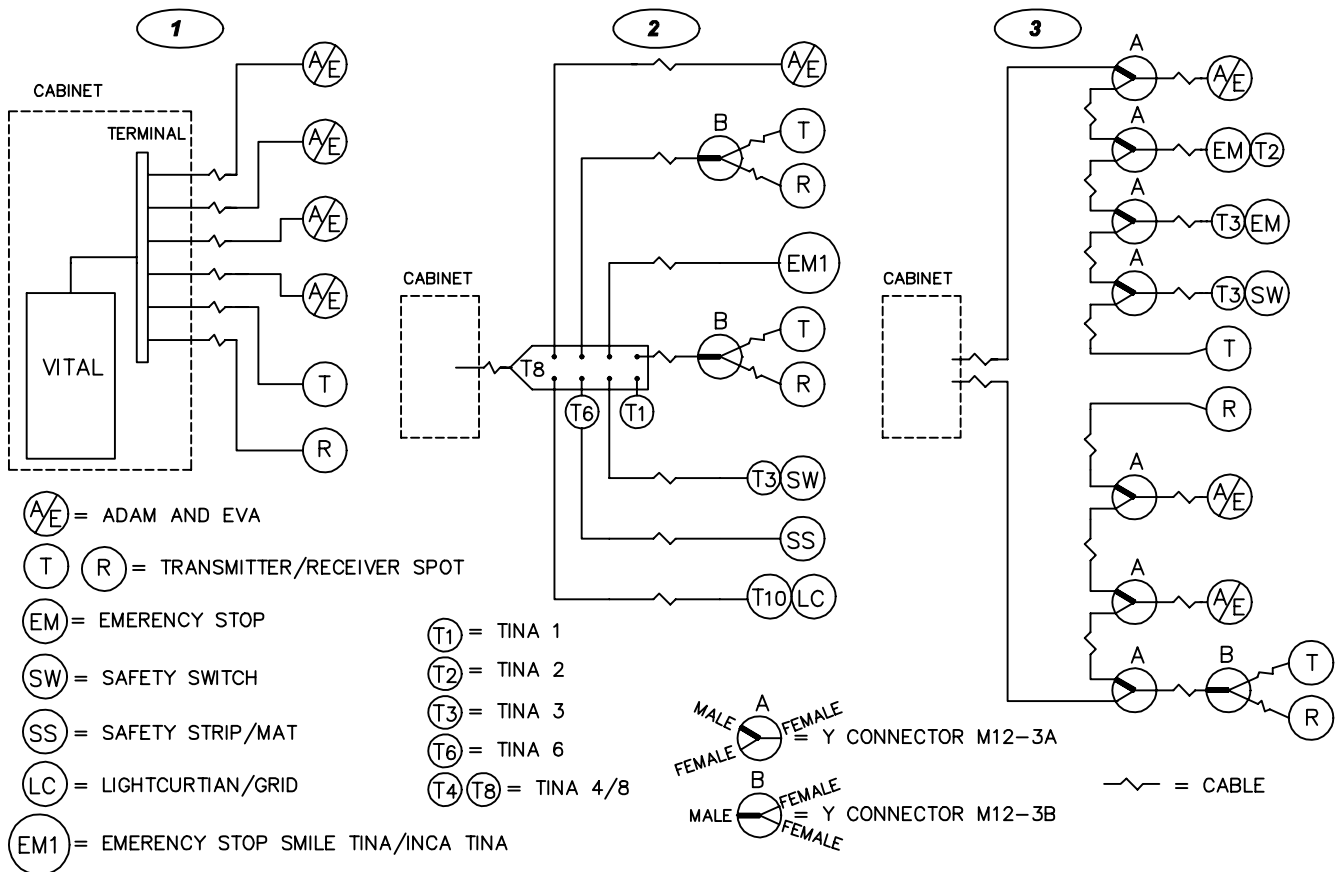 1
CABINET
TERMINAL
VITAL
A/E
A/E
A/E
A/E
T
R
2
CABINET
T8
A/E
B
T
R
EM1
B
T
R
T6
T1
T3 SW
SS
T10 LC
3
CABINET
A
A/E
A
EM T2
A
T3 EM
A
T3 SW
T
R
A
A/E
A
A/E
A
B
T
R
A/E = ADAM AND EVA
T R = TRANSMITTER/RECEIVER SPOT
EM = EMERENCY STOP
SW = SAFETY SWITCH
SS = SAFETY STRIP/MAT
LC = LIGHTCURTIAN/GRID
EM1 = EMERENCY STOP SMILE TINA/INCA TINA
T1 = TINA 1
T2 = TINA 2
T3 = TINA 3
T6 = TINA 6
T4 T8 = TINA 4/8
A
MALE FEMALE
FEMALE
= Y CONNECTOR M12-3A
B
MALE FEMALE
FEMALE
= Y CONNECTOR M12-3B
= CABLE